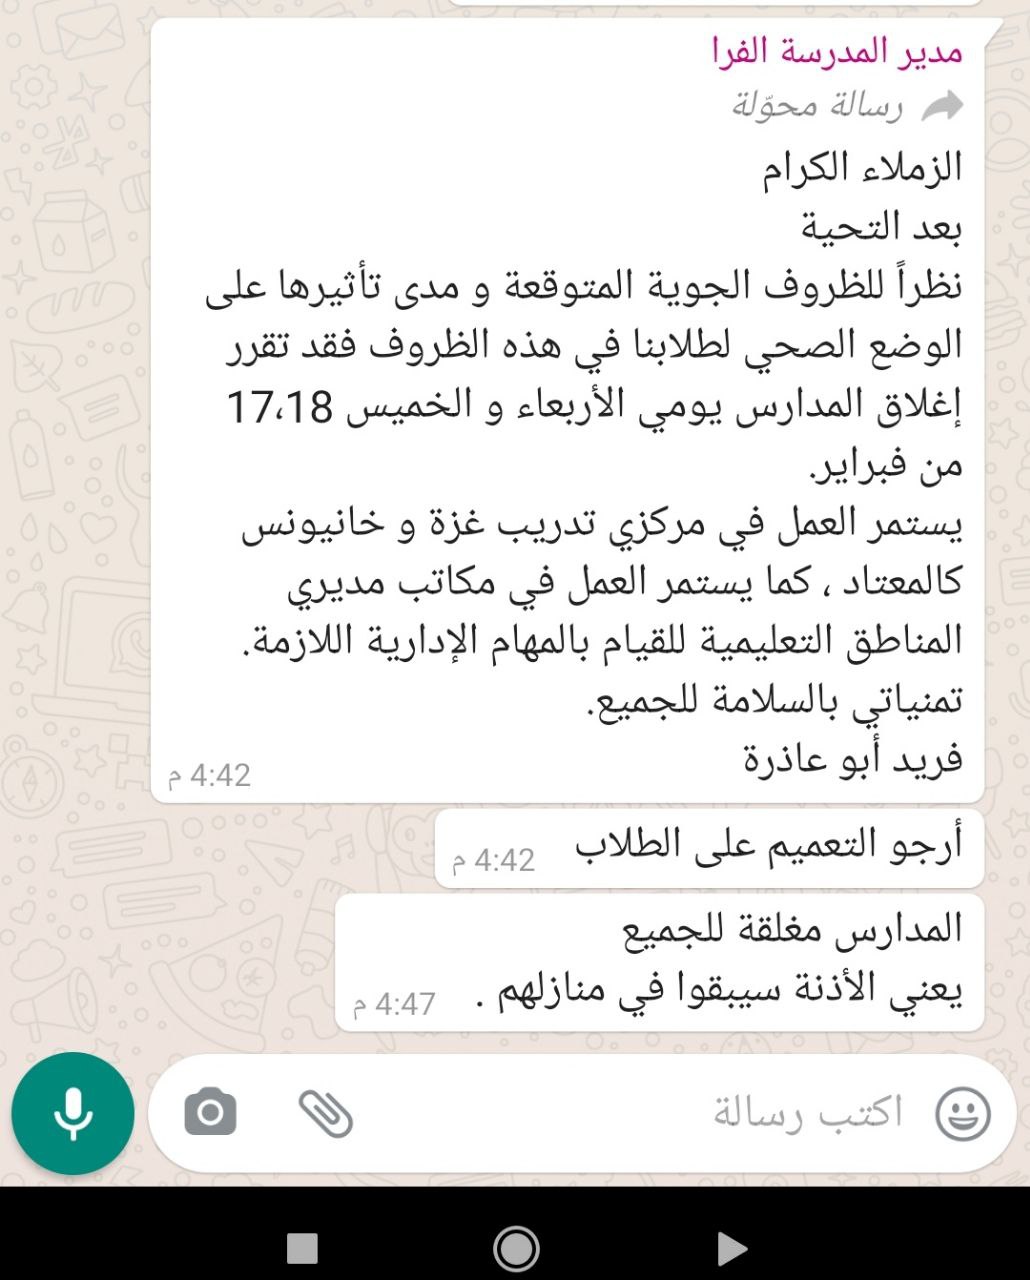 مدير المدرسة الفرا
رسالة محوّلة
الزملاء الكرام
بعد التحية
نظراً للظروف الجوية المتوقعة و مدى تأثيرها على
الوضع الصحي لطلابنا في هذه الظروف فقد تقرر
إغلاق المدارس يومي الأربعاء و الخميس 17،18
من فبراير.
يستمر العمل في مركزي تدريب غزة و خانيونس
كالمعتاد ، كما يستمر العمل في مكاتب مديري
المناطق التعليمية للقيام بالمهام الإدارية اللازمة.
تمنياتي بالسلامة للجميع.
فريد أبو عاذرة
4:42 م
أرجو التعميم على الطلاب
4:42 م
المدارس مغلقة للجميع
يعني الأذنة سيبقوا في منازلهم .
4:47 م
اكتب رسالة